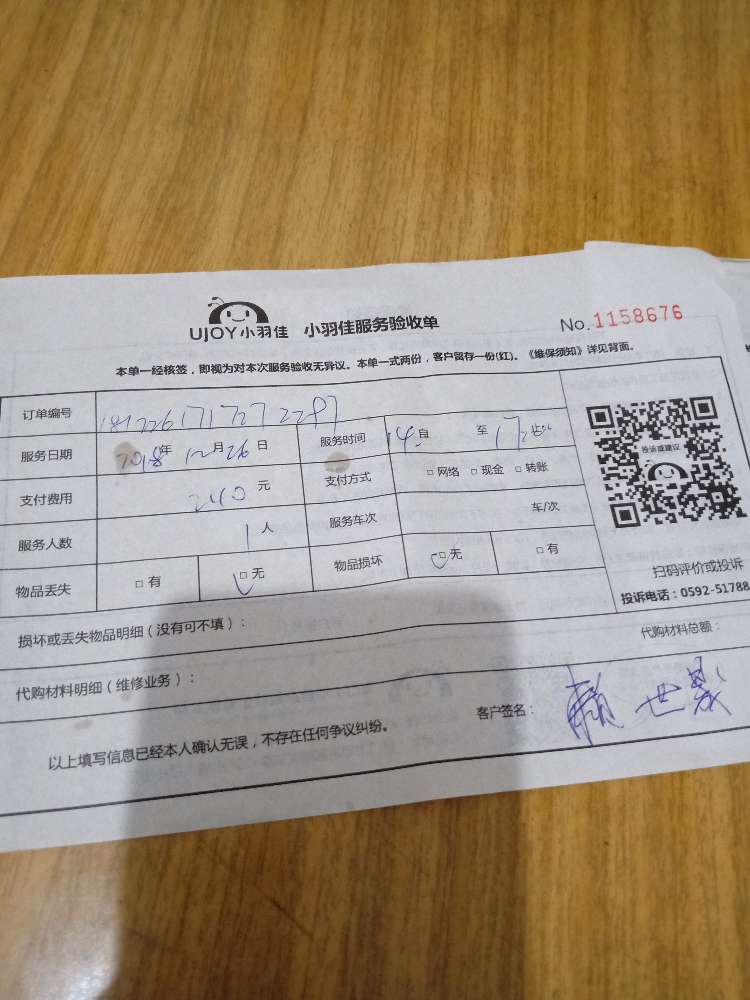 UJOY小羽佳 小羽佳服务验收单 No.1158676
本单一经核签，即视为对本次服务验收无异议。本单一式两份，客户留存一份(红)。《维保须知》详见背面。
订单编号
服务日期 2018年 12月 26日 服务时间 14自 至 17
支付费用 240元 支付方式 □ 网络 □ 现金 □ 转账
服务人数 1人 服务车次 车/次
物品丢失 □ 有 □ 无 物品损坏 □ 无 □ 有
投诉或建议
扫码评价或投诉
投诉电话：0592-51788
损坏或丢失物品明细（没有可不填）：
代购材料明细（维修业务）： 代购材料总额：
以上填写信息已经本人确认无误，不存在任何争议纠纷。 客户签名：